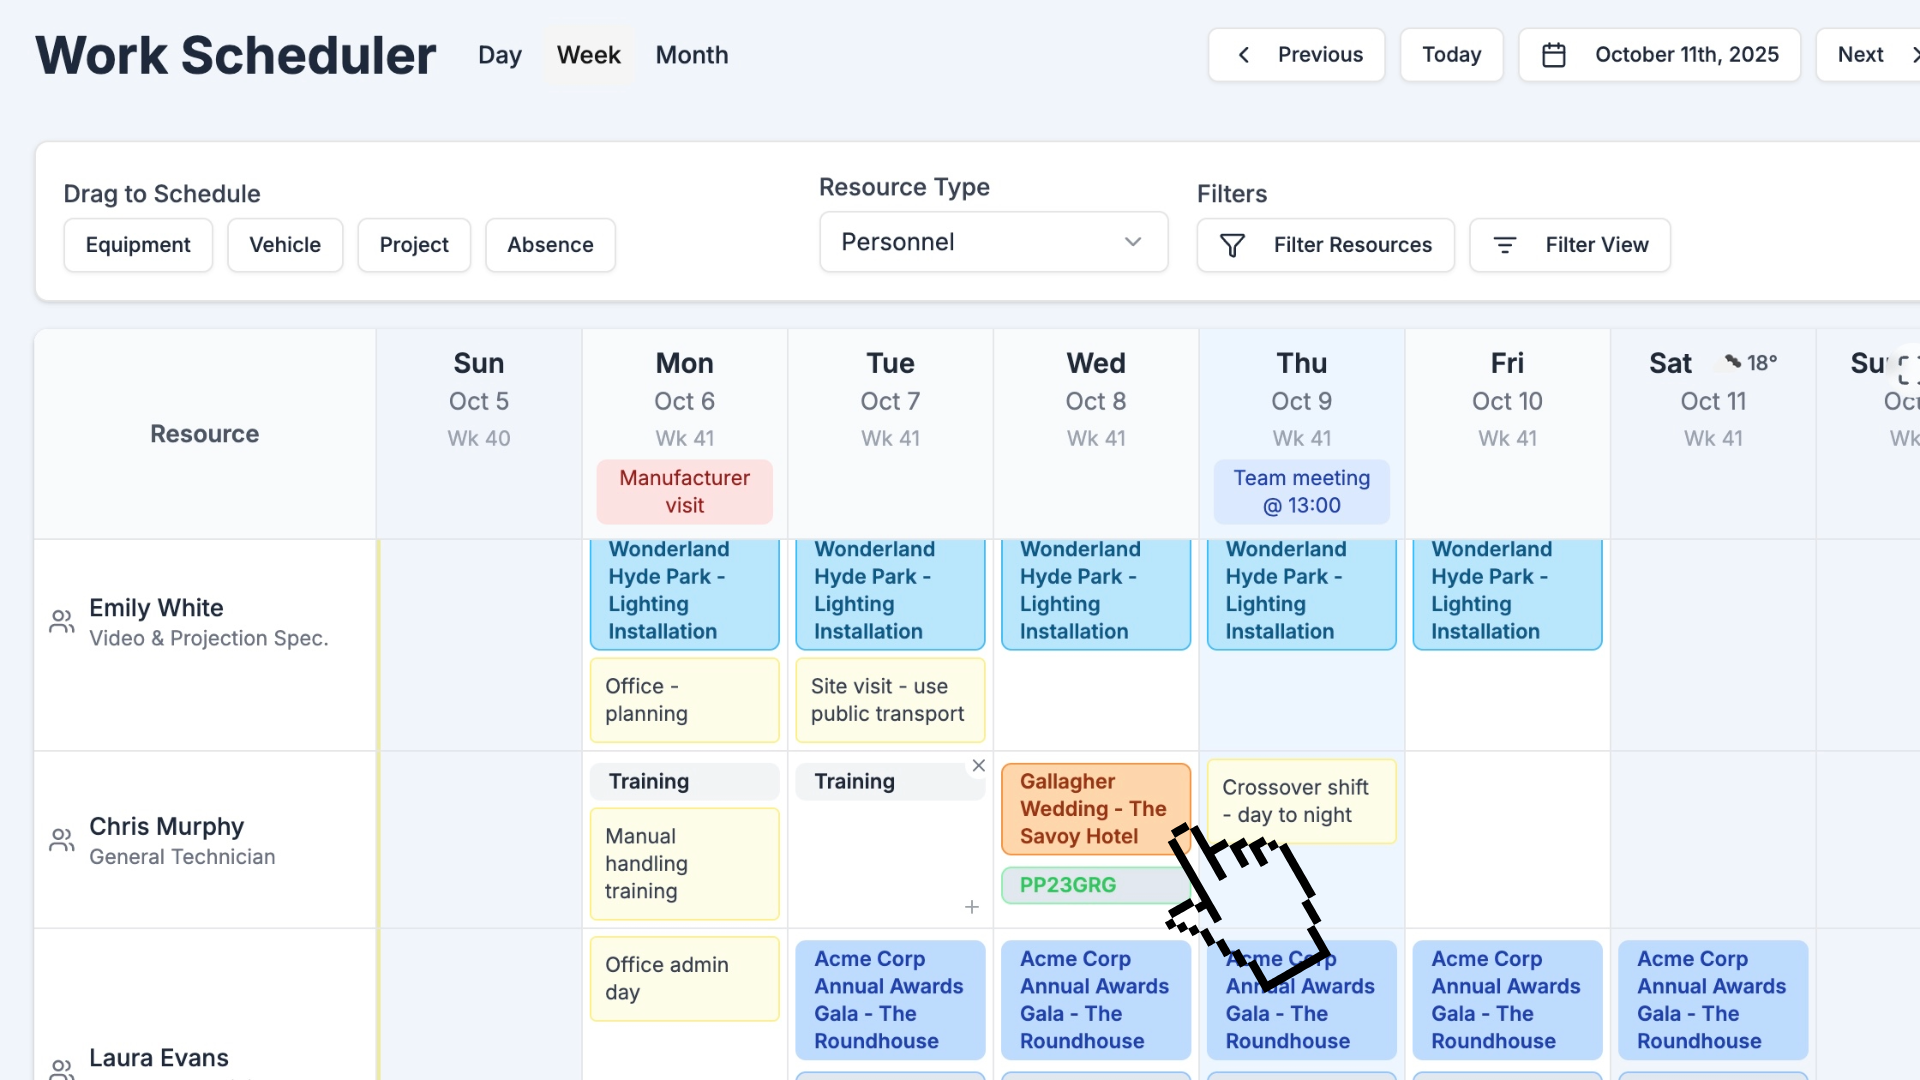 Work Scheduler Day Week Month Previous Today October 11th, 2025 Next
Drag to Schedule Resource Type Filters
Equipment Vehicle Project Absence Personnel Filter Resources Filter View
Resource
Sun
Oct 5
Wk 40
Mon
Oct 6
Wk 41
Manufacturer
visit
Tue
Oct 7
Wk 41
Wed
Oct 8
Wk 41
Thu
Oct 9
Wk 41
Team meeting
@ 13:00
Fri
Oct 10
Wk 41
Sat 18°
Oct 11
Wk 41
Wk
Emily White
Video & Projection Spec.
Wonderland
Hyde Park -
Lighting
Installation
Office -
planning
Wonderland
Hyde Park -
Lighting
Installation
Site visit - use
public transport
Wonderland
Hyde Park -
Lighting
Installation
Wonderland
Hyde Park -
Lighting
Installation
Wonderland
Hyde Park -
Lighting
Installation
Chris Murphy
General Technician
Training
Manual
handling
training
Training
Gallagher
Wedding - The
Savoy Hotel
PP23GRG
Crossover shift
- day to night
Laura Evans
Office admin
day
Acme Corp
Annual Awards
Gala - The
Roundhouse
Acme Corp
Annual Awards
Gala - The
Roundhouse
Acme Corp
Annual Awards
Gala - The
Roundhouse
Acme Corp
Annual Awards
Gala - The
Roundhouse
Acme Corp
Annual Awards
Gala - The
Roundhouse